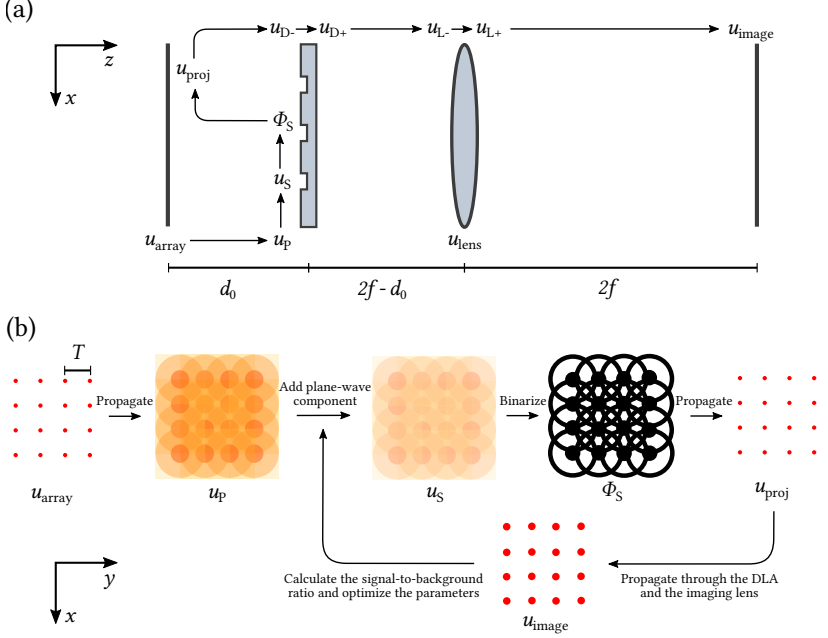 (a)
u_D- u_D+ u_L- u_L+ u_image
z
u_proj
x
Φ_S
u_S
u_array u_P u_lens
d_0 2f - d_0 2f
(b)
T
Propagate
Add plane-wave
component
Binarize
Propagate
u_array
u_P
u_S
Φ_S
u_proj
y
x
Calculate the signal-to-background
ratio and optimize the parameters
Propagate through the DLA
and the imaging lens
u_image